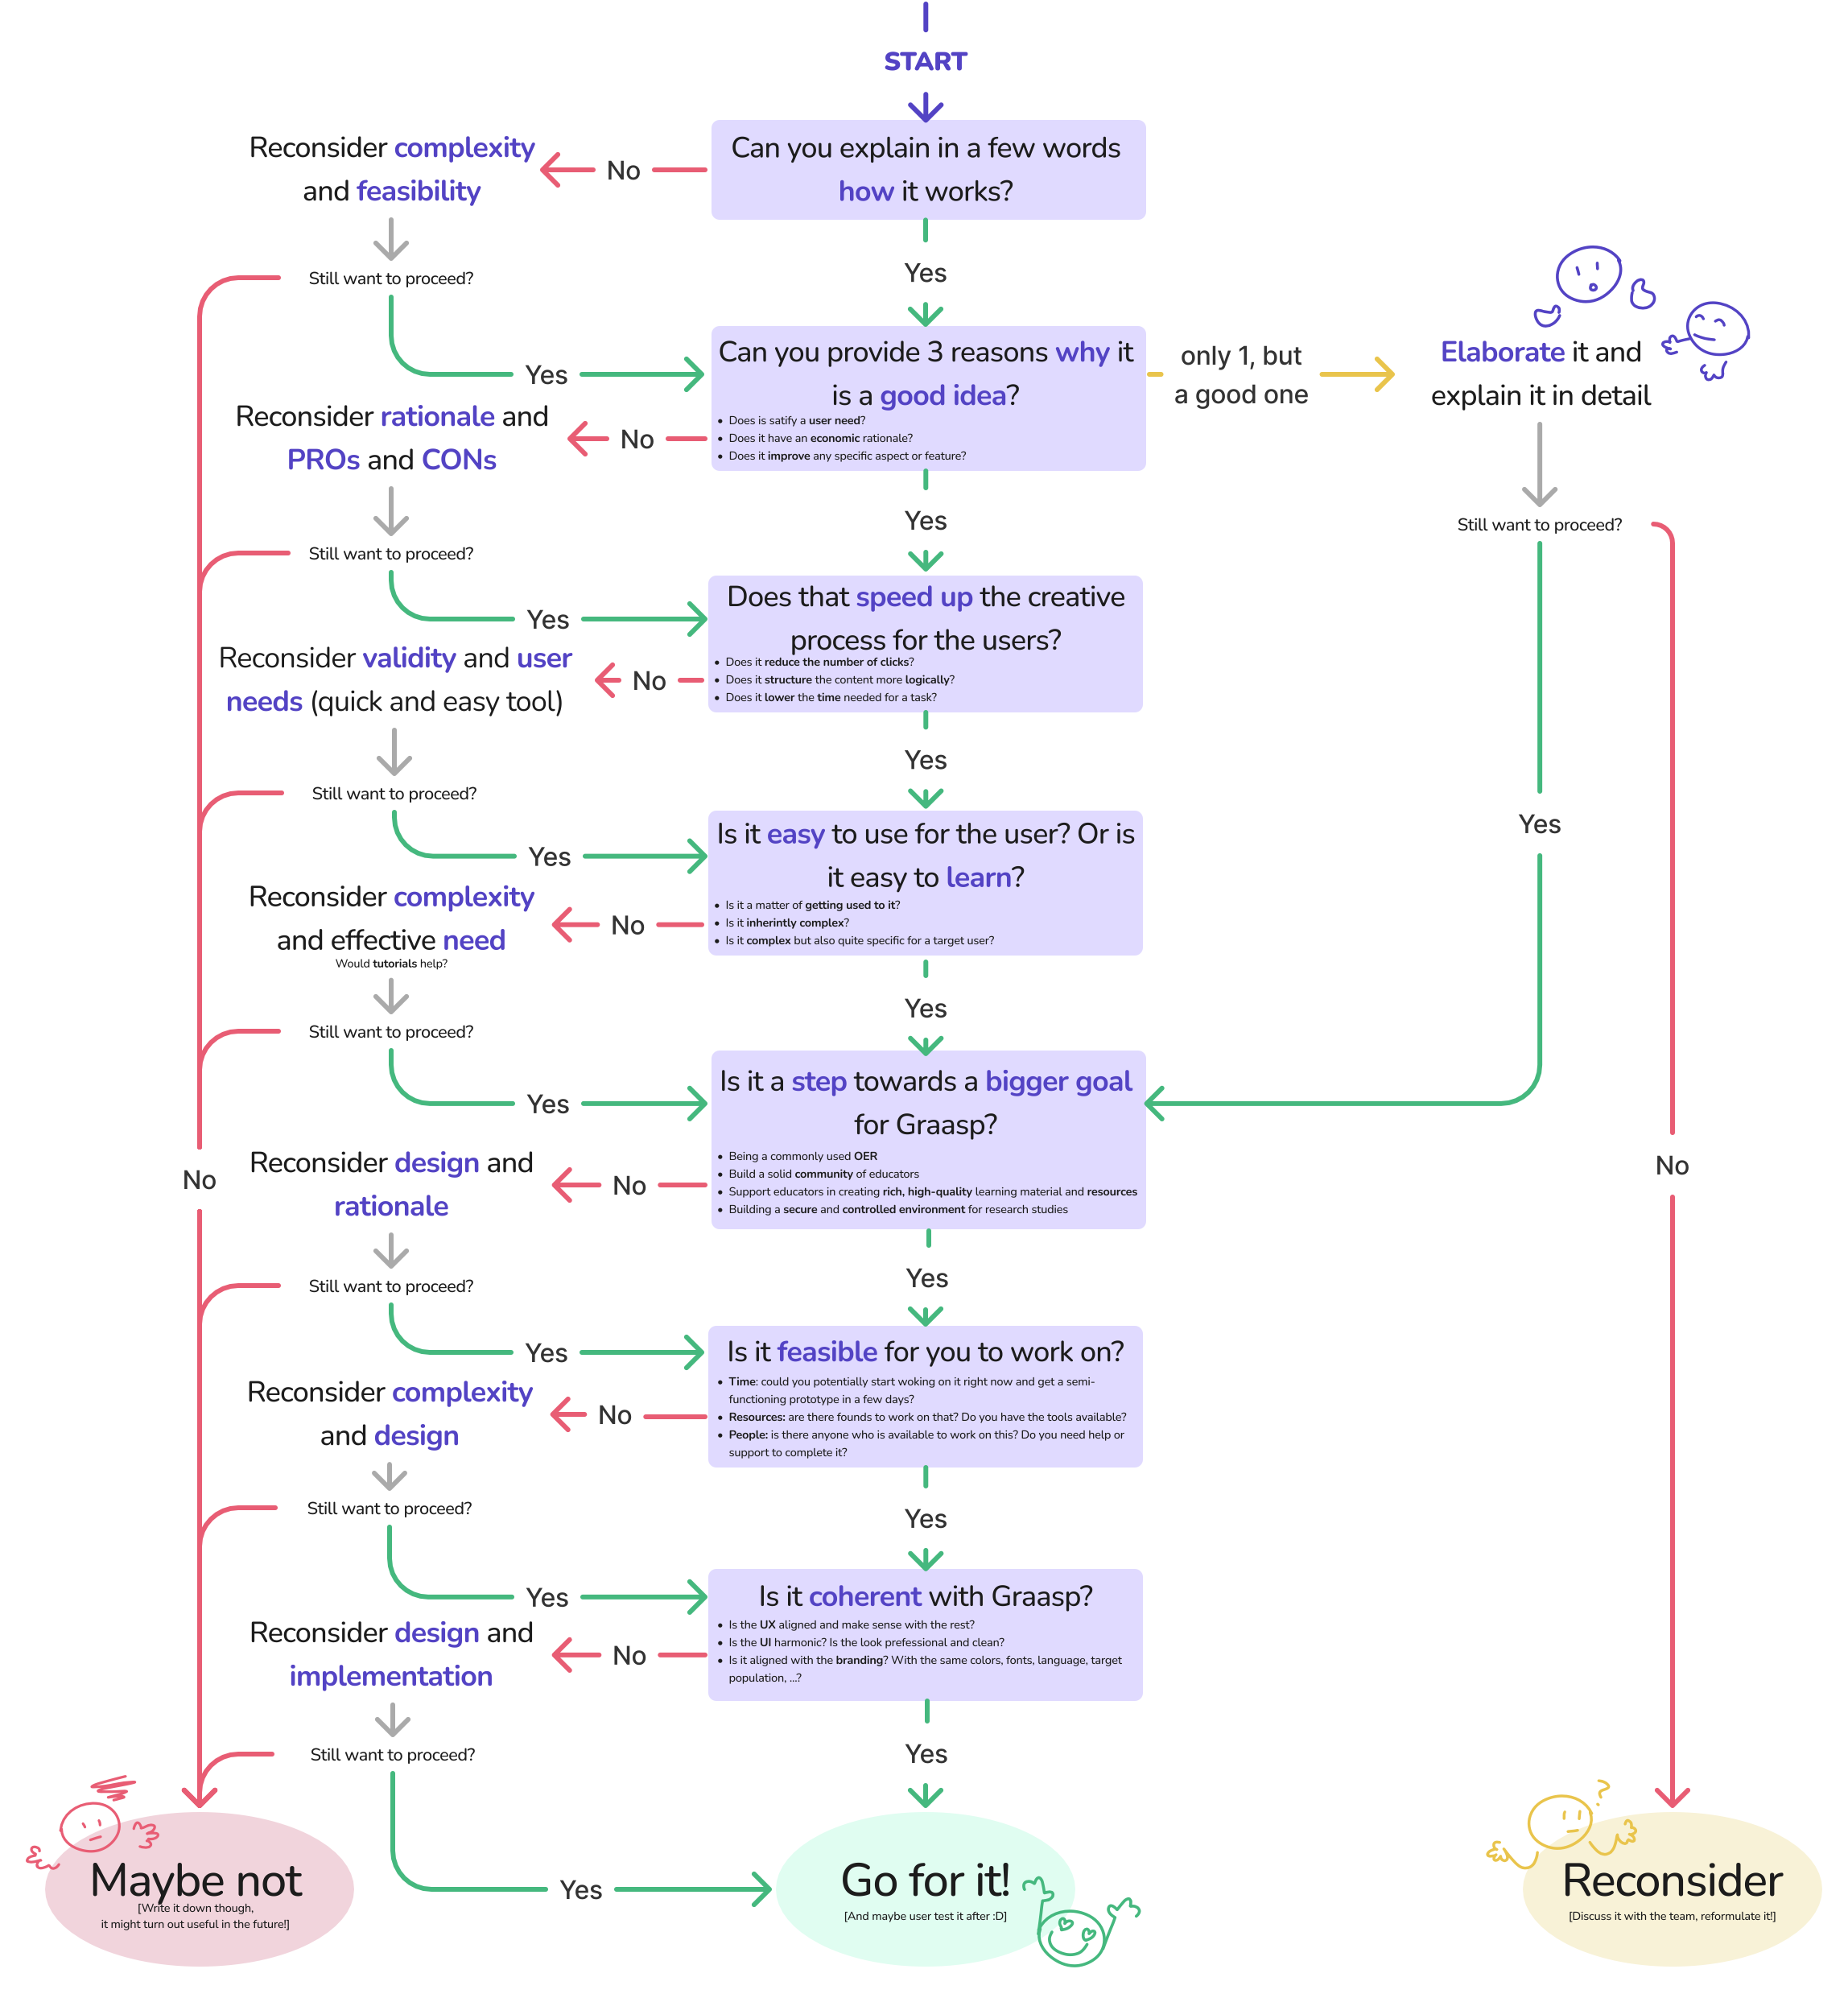 START
Can you explain in a few words
how it works?
No
Reconsider complexity
and feasibility
Still want to proceed?
Yes
Yes
Can you provide 3 reasons why it
is a good idea?
• Does is satify a user need?
• Does it have an economic rationale?
• Does it improve any specific aspect or feature?
only 1, but
a good one
Elaborate it and
explain it in detail
Still want to proceed?
No
Reconsider rationale and
PROs and CONs
Still want to proceed?
Yes
Yes
Does that speed up the creative
process for the users?
• Does it reduce the number of clicks?
• Does it structure the content more logically?
• Does it lower the time needed for a task?
No
Reconsider validity and user
needs (quick and easy tool)
Still want to proceed?
Yes
Yes
Yes
Is it easy to use for the user? Or is
it easy to learn?
• Is it a matter of getting used to it?
• Is it inherintly complex?
• Is it complex but also quite specific for a target user?
No
Reconsider complexity
and effective need
Would tutorials help?
Still want to proceed?
Yes
Yes
Is it a step towards a bigger goal
for Graasp?
• Being a commonly used OER
• Build a solid community of educators
• Support educators in creating rich, high-quality learning material and resources
• Building a secure and controlled environment for research studies
No
No
No
Reconsider design and
rationale
Still want to proceed?
Yes
Yes
Is it feasible for you to work on?
• Time: could you potentially start woking on it right now and get a semi-
functioning prototype in a few days?
• Resources: are there founds to work on that? Do you have the tools available?
• People: is there anyone who is available to work on this? Do you need help or
support to complete it?
No
Reconsider complexity
and design
Still want to proceed?
Yes
Yes
Is it coherent with Graasp?
• Is the UX aligned and make sense with the rest?
• Is the UI harmonic? Is the look prefessional and clean?
• Is it aligned with the branding? With the same colors, fonts, language, target
population, ...?
No
Reconsider design and
implementation
Still want to proceed?
Yes
Yes
Maybe not
[Write it down though,
it might turn out useful in the future!]
Go for it!
[And maybe user test it after :D]
Reconsider
[Discuss it with the team, reformulate it!]